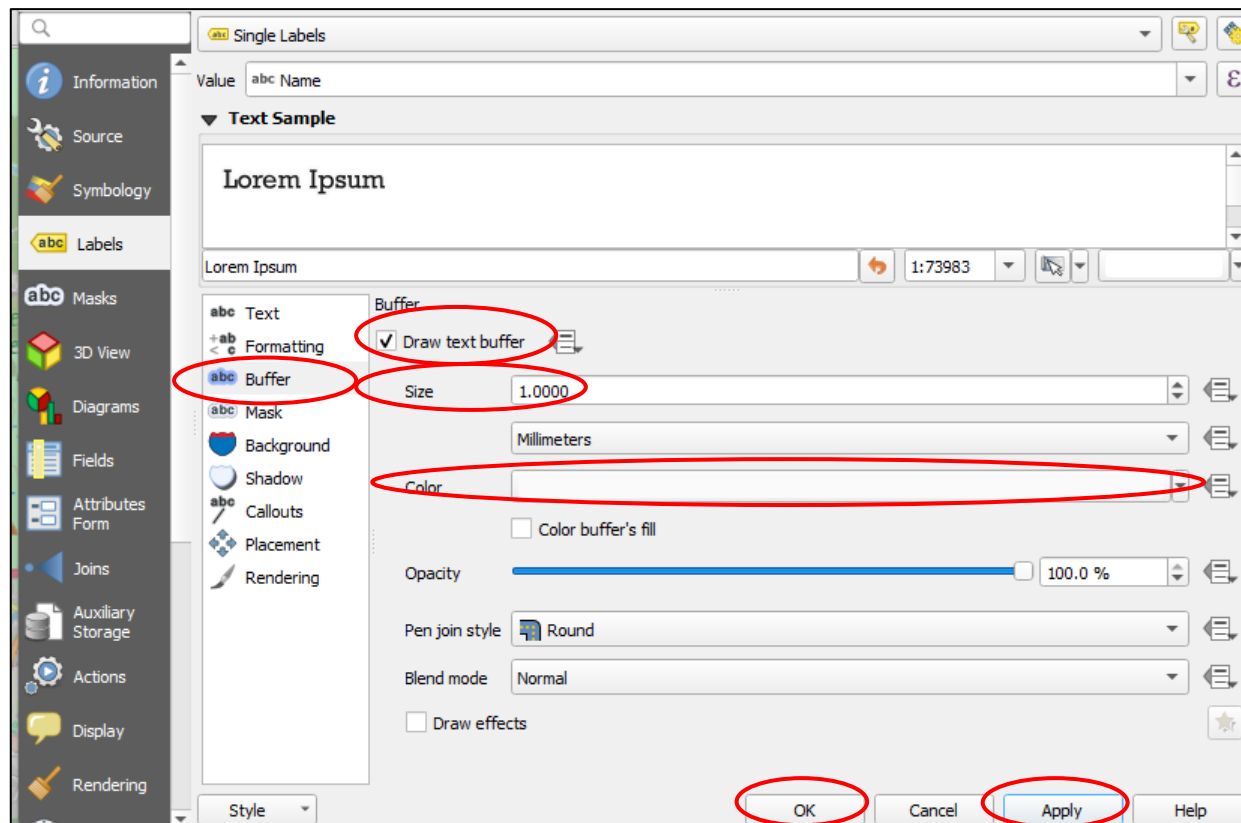 Single Labels
Information
Source
Symbology
abc Labels
abc Masks
3D View
Diagrams
Fields
Attributes
Form
Joins
Auxiliary
Storage
Actions
Display
Rendering
Value abc Name ε
▼ Text Sample
Lorem Ipsum
Lorem Ipsum 1:73983
abc Text
+ab
< c Formatting
abc Buffer
abc Mask
Background
Shadow
abc Callouts
Placement
Rendering
Buffer
✓ Draw text buffer
Size 1.0000
Millimeters
Color
Color buffer's fill
Opacity 100.0 %
Pen join style Round
Blend mode Normal
Draw effects
Style OK Cancel Apply Help